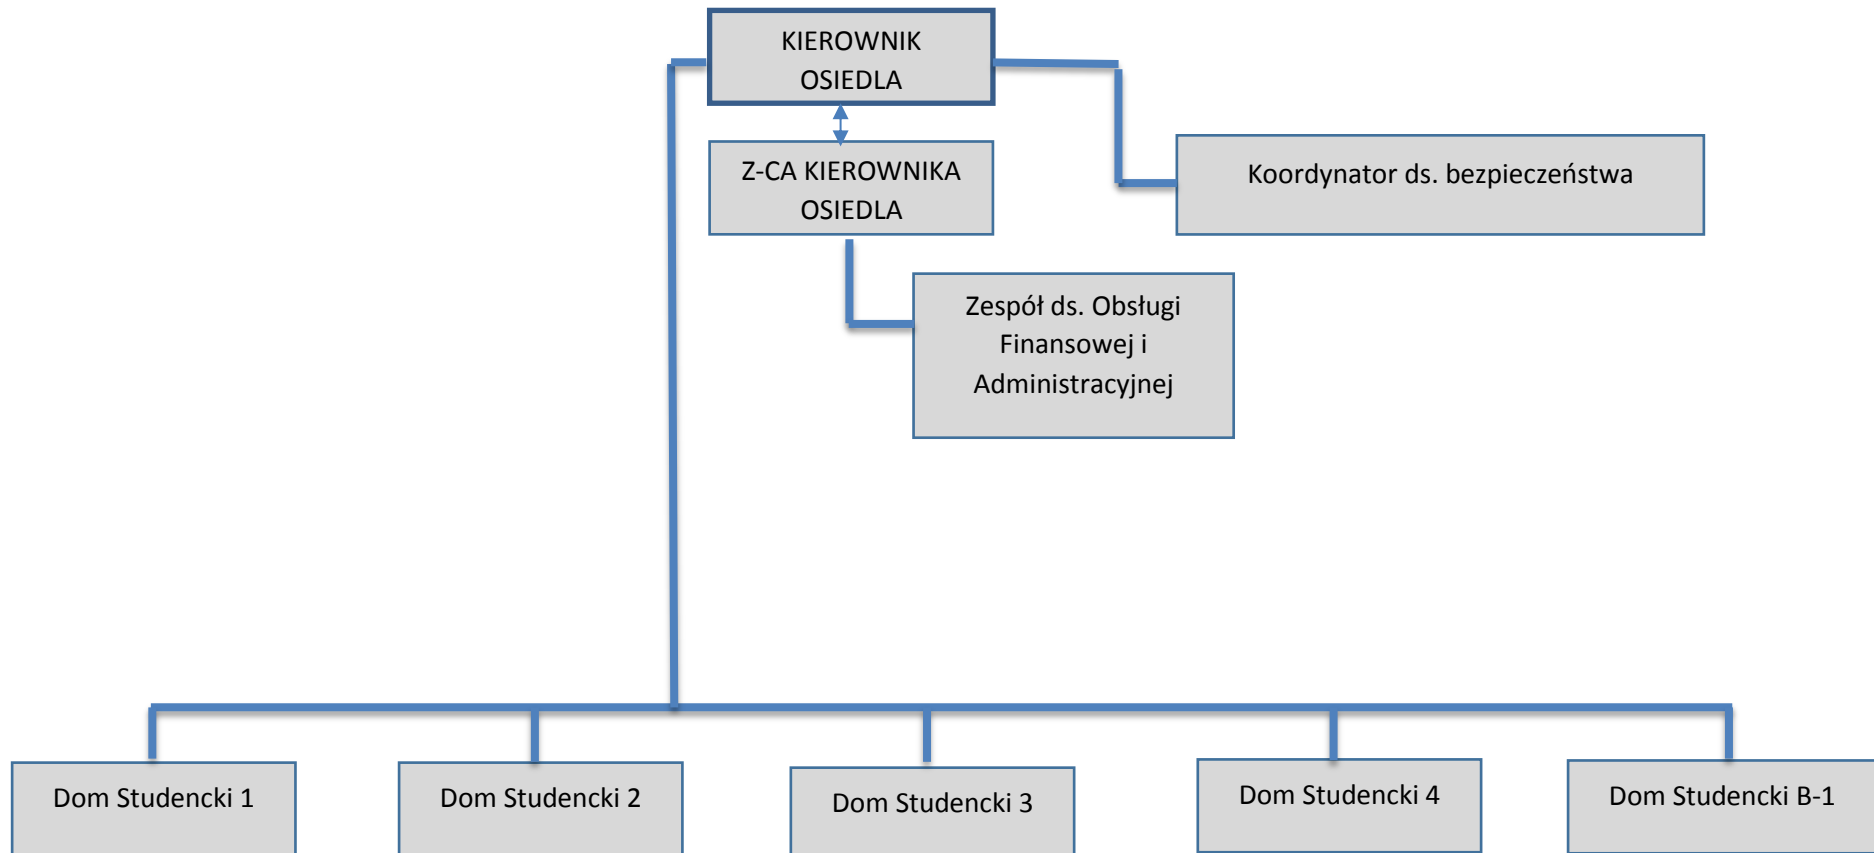 KIEROWNIK
OSIEDLA
Z-CA KIEROWNIKA
OSIEDLA
Koordynator ds. bezpieczeństwa
Zespół ds. Obsługi
Finansowej i
Administracyjnej
Dom Studencki 1
Dom Studencki 2
Dom Studencki 3
Dom Studencki 4
Dom Studencki B-1